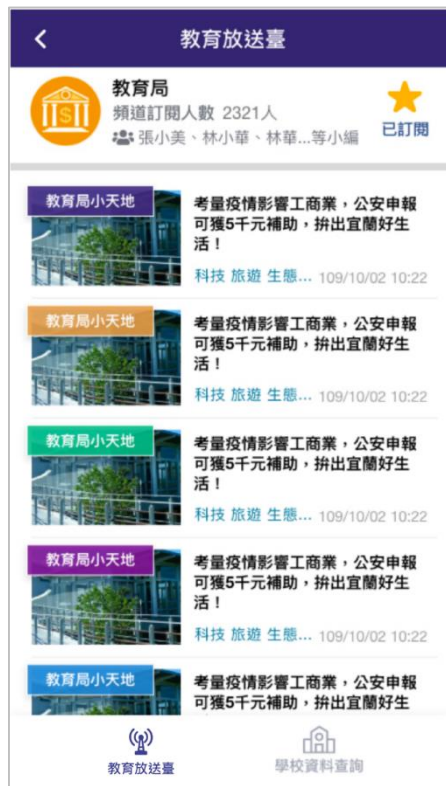 教育放送臺
教育局
頻道訂閱人數 2321人
張小美、林小華、林華...等小編
已訂閱
教育局小天地
考量疫情影響工商業，公安申報
可獲5千元補助，拚出宜蘭好生
活！
科技 旅遊 生態... 109/10/02 10:22
教育局小天地
考量疫情影響工商業，公安申報
可獲5千元補助，拚出宜蘭好生
活！
科技 旅遊 生態... 109/10/02 10:22
教育局小天地
考量疫情影響工商業，公安申報
可獲5千元補助，拚出宜蘭好生
活！
科技 旅遊 生態... 109/10/02 10:22
教育局小天地
考量疫情影響工商業，公安申報
可獲5千元補助，拚出宜蘭好生
活！
科技 旅遊 生態... 109/10/02 10:22
教育局小天地
考量疫情影響工商業，公安申報
可獲5千元補助，拚出宜蘭好生
教育放送臺
學校資料查詢